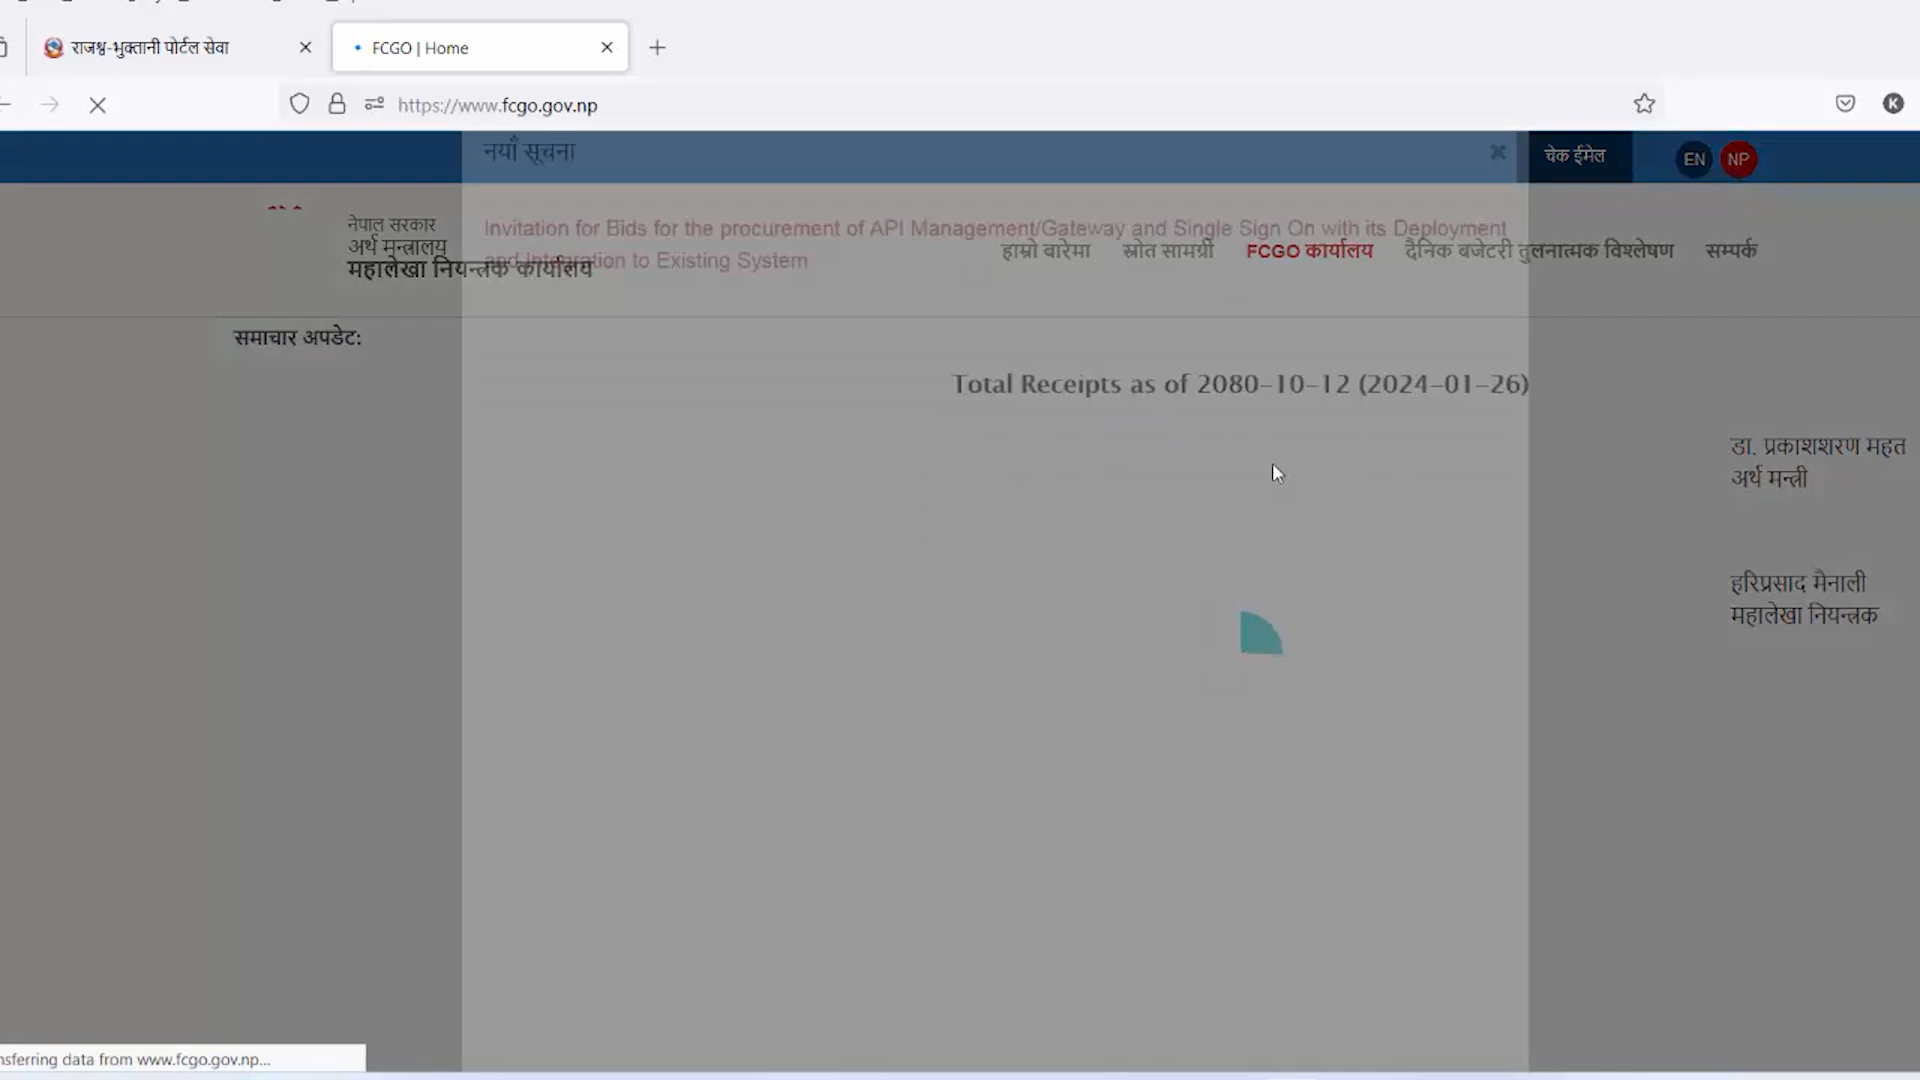 राजश्व-भुक्तानी पोर्टल सेवा
FCGO | Home
https://www.fcgo.gov.np
K
नयाँ सूचना
चेक ईमेल
EN
NP
नेपाल सरकार
अर्थ मन्त्रालय
महालेखा नियन्त्रक कार्यालय
Invitation for Bids for the procurement of API Management/Gateway and Single Sign On with its Deployment
and Integration to Existing System
हाम्रो बारेमा
स्रोत सामग्री
FCGO कार्यालय
दैनिक बजेटरी तुलनात्मक विश्लेषण
सम्पर्क
समाचार अपडेट:
Total Receipts as of 2080-10-12 (2024-01-26)
डा. प्रकाशशरण महत
अर्थ मन्त्री
हरिप्रसाद मैनाली
महालेखा नियन्त्रक
nsferring data from www.fcgo.gov.np...